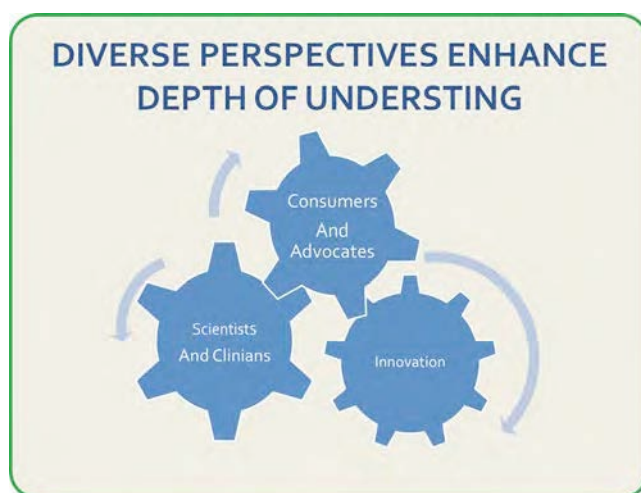 DIVERSE PERSPECTIVES ENHANCE
DEPTH OF UNDERSTING
Consumers
And
Advocates
Scientists
And Clinians
Innovation